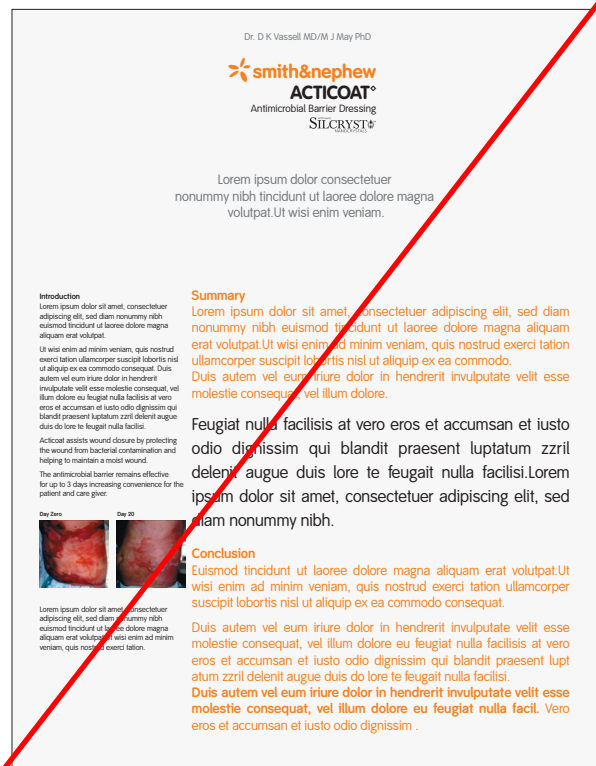 Dr. D K Vassell MD/M J May PhD
smith&nephew
ACTICOAT◊
Antimicrobial Barrier Dressing
SILCRYST
NANOCRYSTALS
Lorem ipsum dolor consectetuer
nonummy nibh tincidunt ut laoree dolore magna
volutpat.Ut wisi enim veniam.
Introduction
Lorem ipsum dolor sit amet, consectetuer
adipiscing elit, sed diam nonummy nibh
euismod tincidunt ut laoree dolore magna
aliquam erat volutpat.
Ut wisi enim ad minim veniam, quis nostrud
exerci tation ullamcorper suscipit lobortis nisl
ut aliquip ex ea commodo consequat. Duis
autem vel eum iriure dolor in hendrerit
invulputate velit esse molestie consequat, vel
illum dolore eu feugiat nulla facilisis at vero
eros et accumsan et iusto odio dignissim qui
blandit praesent luptatum zzril delenit augue
duis do lore te feugait nulla facilisi.
Acticoat assists wound closure by protecting
the wound from bacterial contamination and
helping to maintain a moist wound.
The antimicrobial barrier remains effective
for up to 3 days increasing convenience for the
patient and care giver.
Day Zero
Day 20
Lorem ipsum dolor sit amet, consectetuer
adipiscing elit, sed diam nonummy nibh
euismod tincidunt ut laoree dolore magna
aliquam erat volutpat.Ut wisi enim ad minim
veniam, quis nostrud exerci tation.
Summary
Lorem ipsum dolor sit amet, consectetuer adipiscing elit, sed diam
nonummy nibh euismod tincidunt ut laoree dolore magna aliquam
erat volutpat.Ut wisi enim ad minim veniam, quis nostrud exerci tation
ullamcorper suscipit lobortis nisl ut aliquip ex ea commodo.
Duis autem vel eum iriure dolor in hendrerit invulputate velit esse
molestie consequat, vel illum dolore.
Feugiat nulla facilisis at vero eros et accumsan et iusto
odio dignissim qui blandit praesent luptatum zzril
delenit augue duis lore te feugait nulla facilisi.Lorem
ipsum dolor sit amet, consectetuer adipiscing elit, sed
diam nonummy nibh.
Conclusion
Euismod tincidunt ut laoree dolore magna aliquam erat volutpat.Ut
wisi enim ad minim veniam, quis nostrud exerci tation ullamcorper
suscipit lobortis nisl ut aliquip ex ea commodo consequat.
Duis autem vel eum iriure dolor in hendrerit invulputate velit esse
molestie consequat, vel illum dolore eu feugiat nulla facilisis at vero
eros et accumsan et iusto odio dignissim qui blandit praesent lupt
atum zzril delenit augue duis do lore te feugait nulla facilisi.
Duis autem vel eum iriure dolor in hendrerit invulputate velit esse
molestie consequat, vel illum dolore eu feugiat nulla facil. Vero
eros et accumsan et iusto odio dignissim .